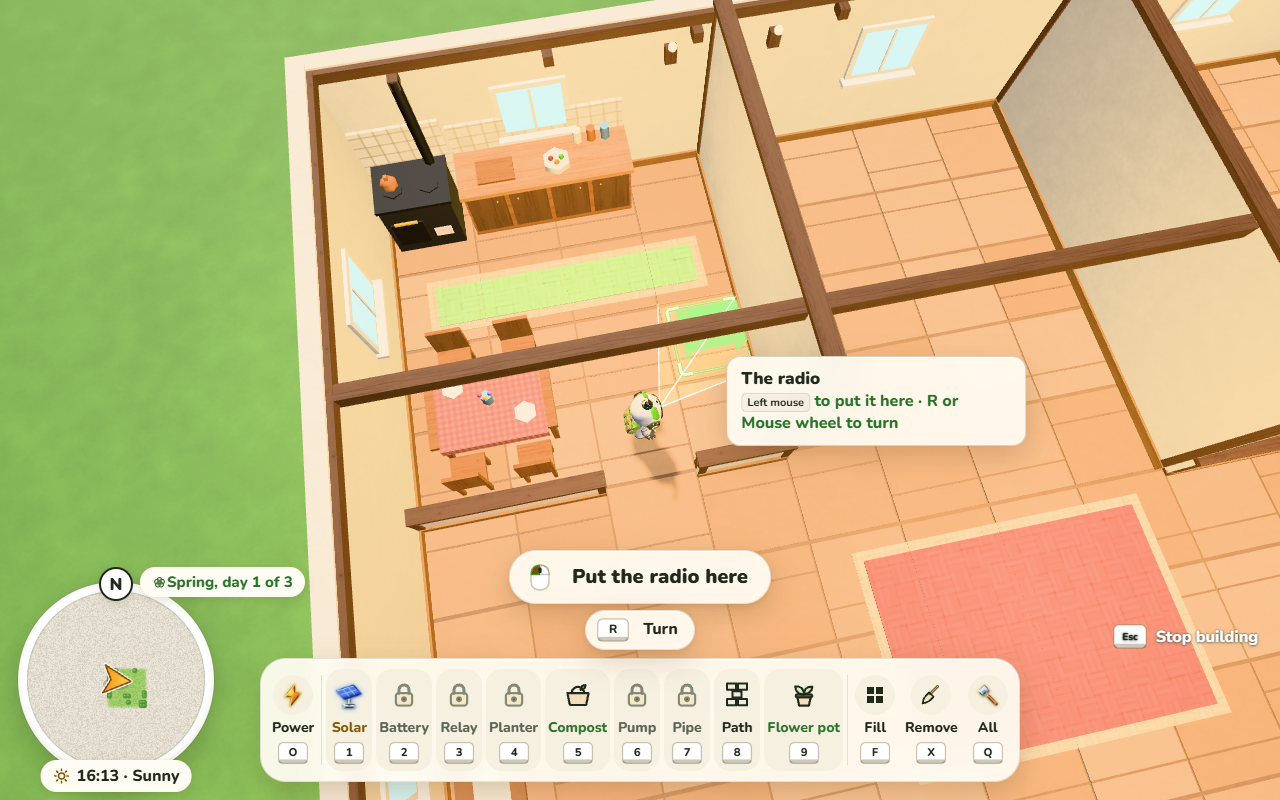 The radio
Left mouse to put it here · R or
Mouse wheel to turn
Put the radio here
R Turn
N
Spring, day 1 of 3
16:13 · Sunny
Esc Stop building
Power Solar Battery Relay Planter Compost Pump Pipe Path Flower pot Fill Remove All
O 1 2 3 4 5 6 7 8 9 F X Q